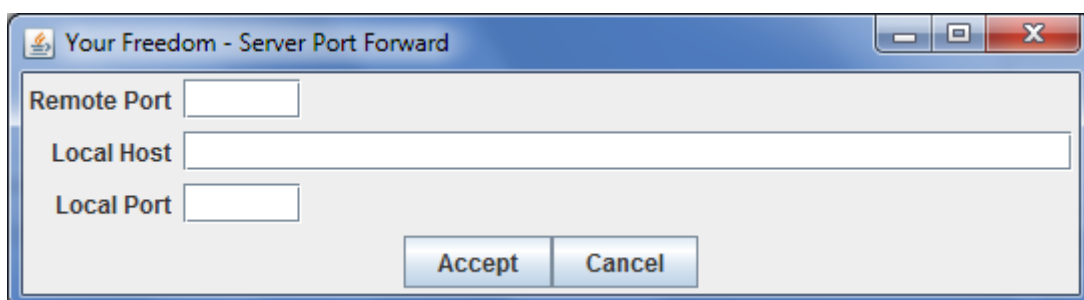 Your Freedom - Server Port Forward
Remote Port
Local Host
Local Port
Accept Cancel